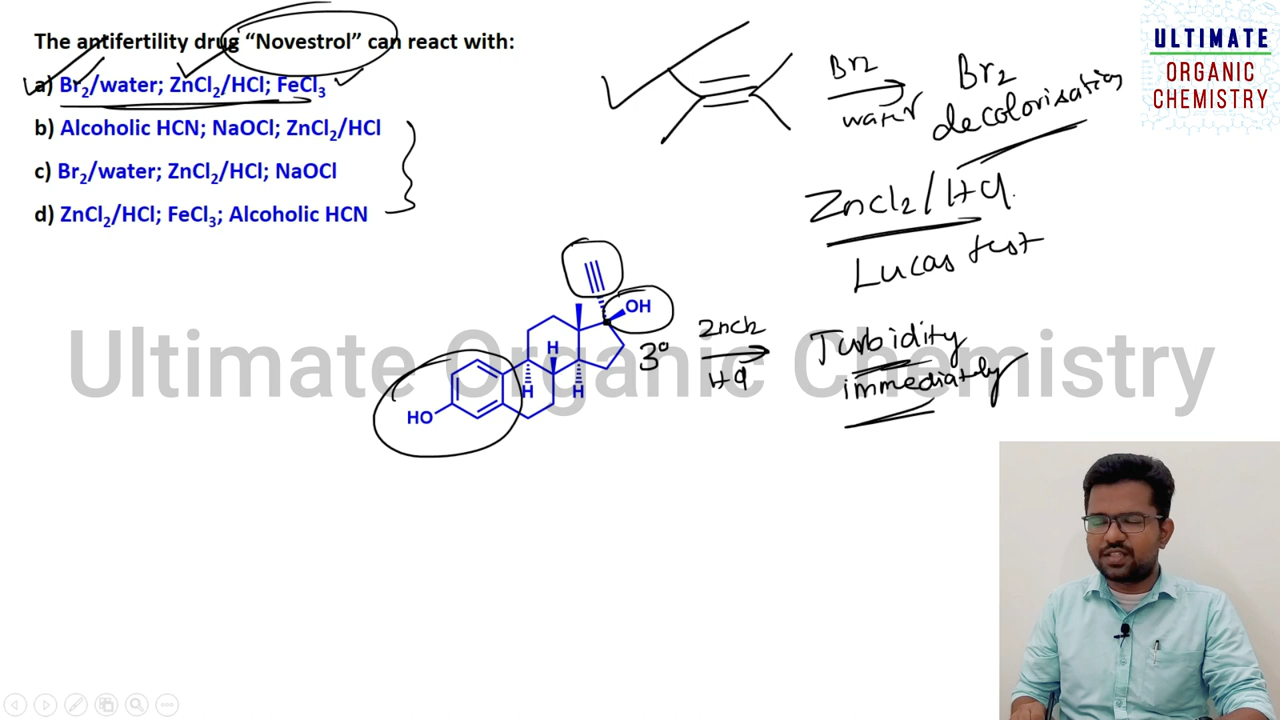 The antifertility drug “Novestrol” can react with:
a) Br₂/water; ZnCl₂/HCl; FeCl₃
b) Alcoholic HCN; NaOCl; ZnCl₂/HCl
c) Br₂/water; ZnCl₂/HCl; NaOCl
d) ZnCl₂/HCl; FeCl₃; Alcoholic HCN
ULTIMATE
ORGANIC
CHEMISTRY
Br2
water
Br2
decolorisation
ZnCl2/HCl.
Lucas test
OH
H
H
H
HO
3°
ZnCl2
HCl
Turbidity
immediately
Ultimate Organic Chemistry